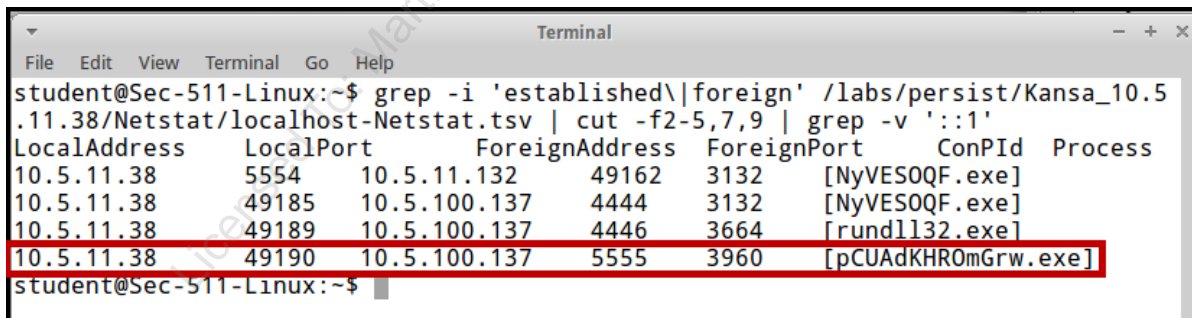 Terminal
File Edit View Terminal Go Help
student@Sec-511-Linux:~$ grep -i 'established\|foreign' /labs/persist/Kansa_10.5
.11.38/Netstat/localhost-Netstat.tsv | cut -f2-5,7,9 | grep -v '::1'
LocalAddress LocalPort ForeignAddress ForeignPort ConPId Process
10.5.11.38 5554 10.5.11.132 49162 3132 [NyVESOQF.exe]
10.5.11.38 49185 10.5.100.137 4444 3132 [NyVESOQF.exe]
10.5.11.38 49189 10.5.100.137 4446 3664 [rundll32.exe]
10.5.11.38 49190 10.5.100.137 5555 3960 [pCUAdKHROmGrw.exe]
student@Sec-511-Linux:~$
Licensed To: Mar